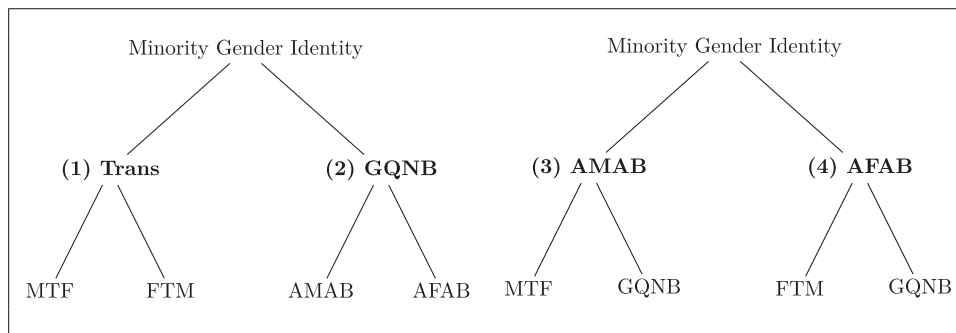 Minority Gender Identity Minority Gender Identity
(1) Trans (2) GQNB (3) AMAB (4) AFAB
MTF FTM AMAB AFAB MTF GQNB FTM GQNB